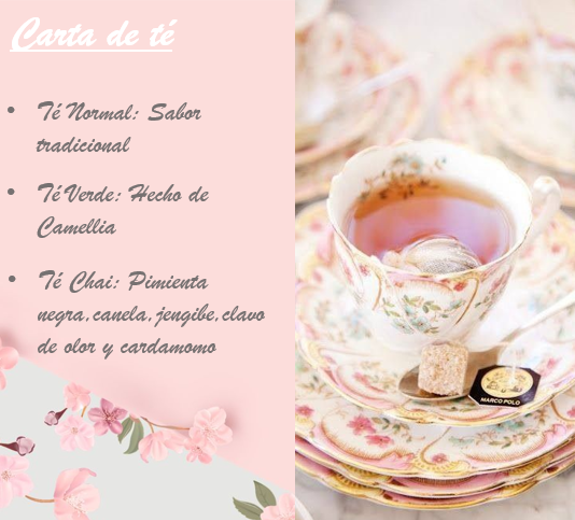 Carta de té
• Té Normal: Sabor
tradicional
• Té Verde: Hecho de
Camellia
• Té Chai: Pimienta
negra,canela,jengibe,clavo
de olor y cardamomo
MARCO POLO